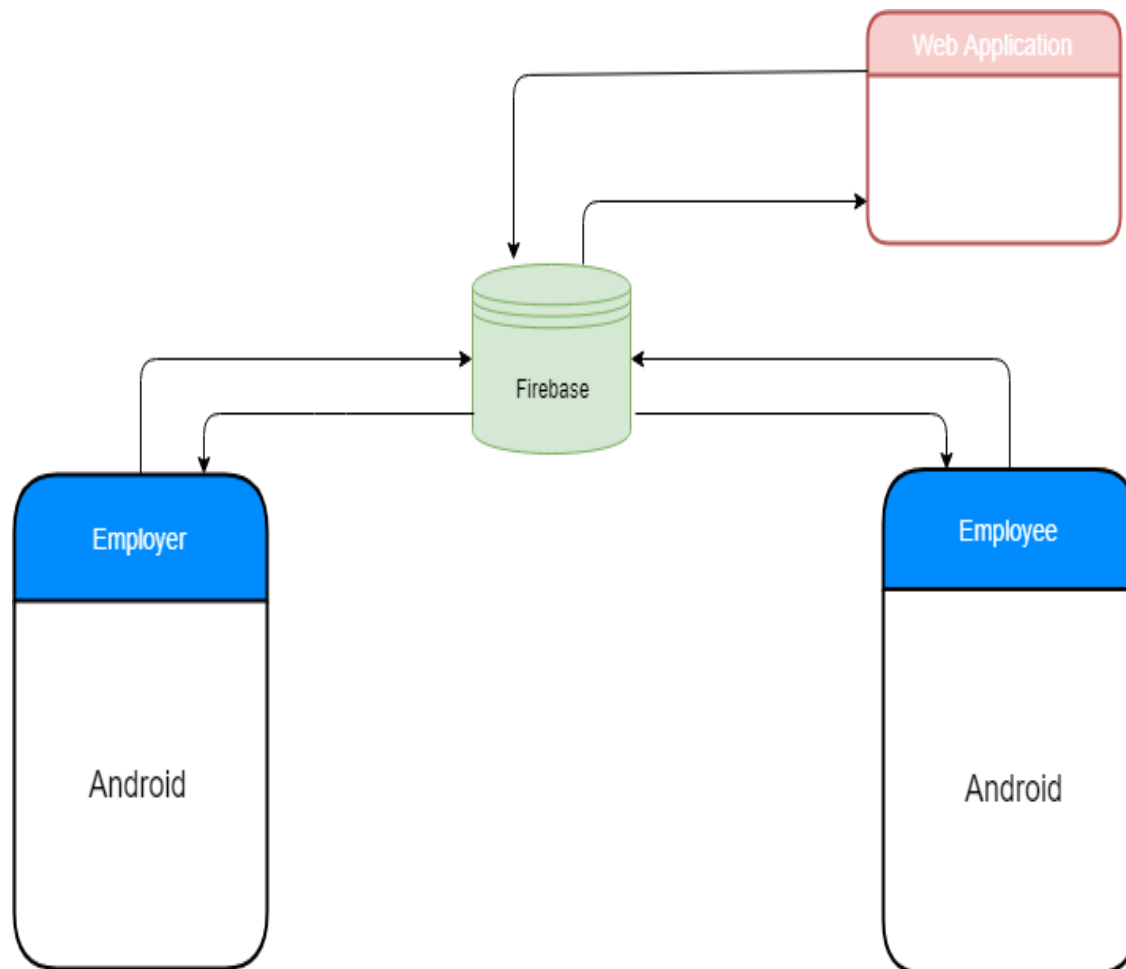 Web Application
Firebase
Employer
Employee
Android
Android